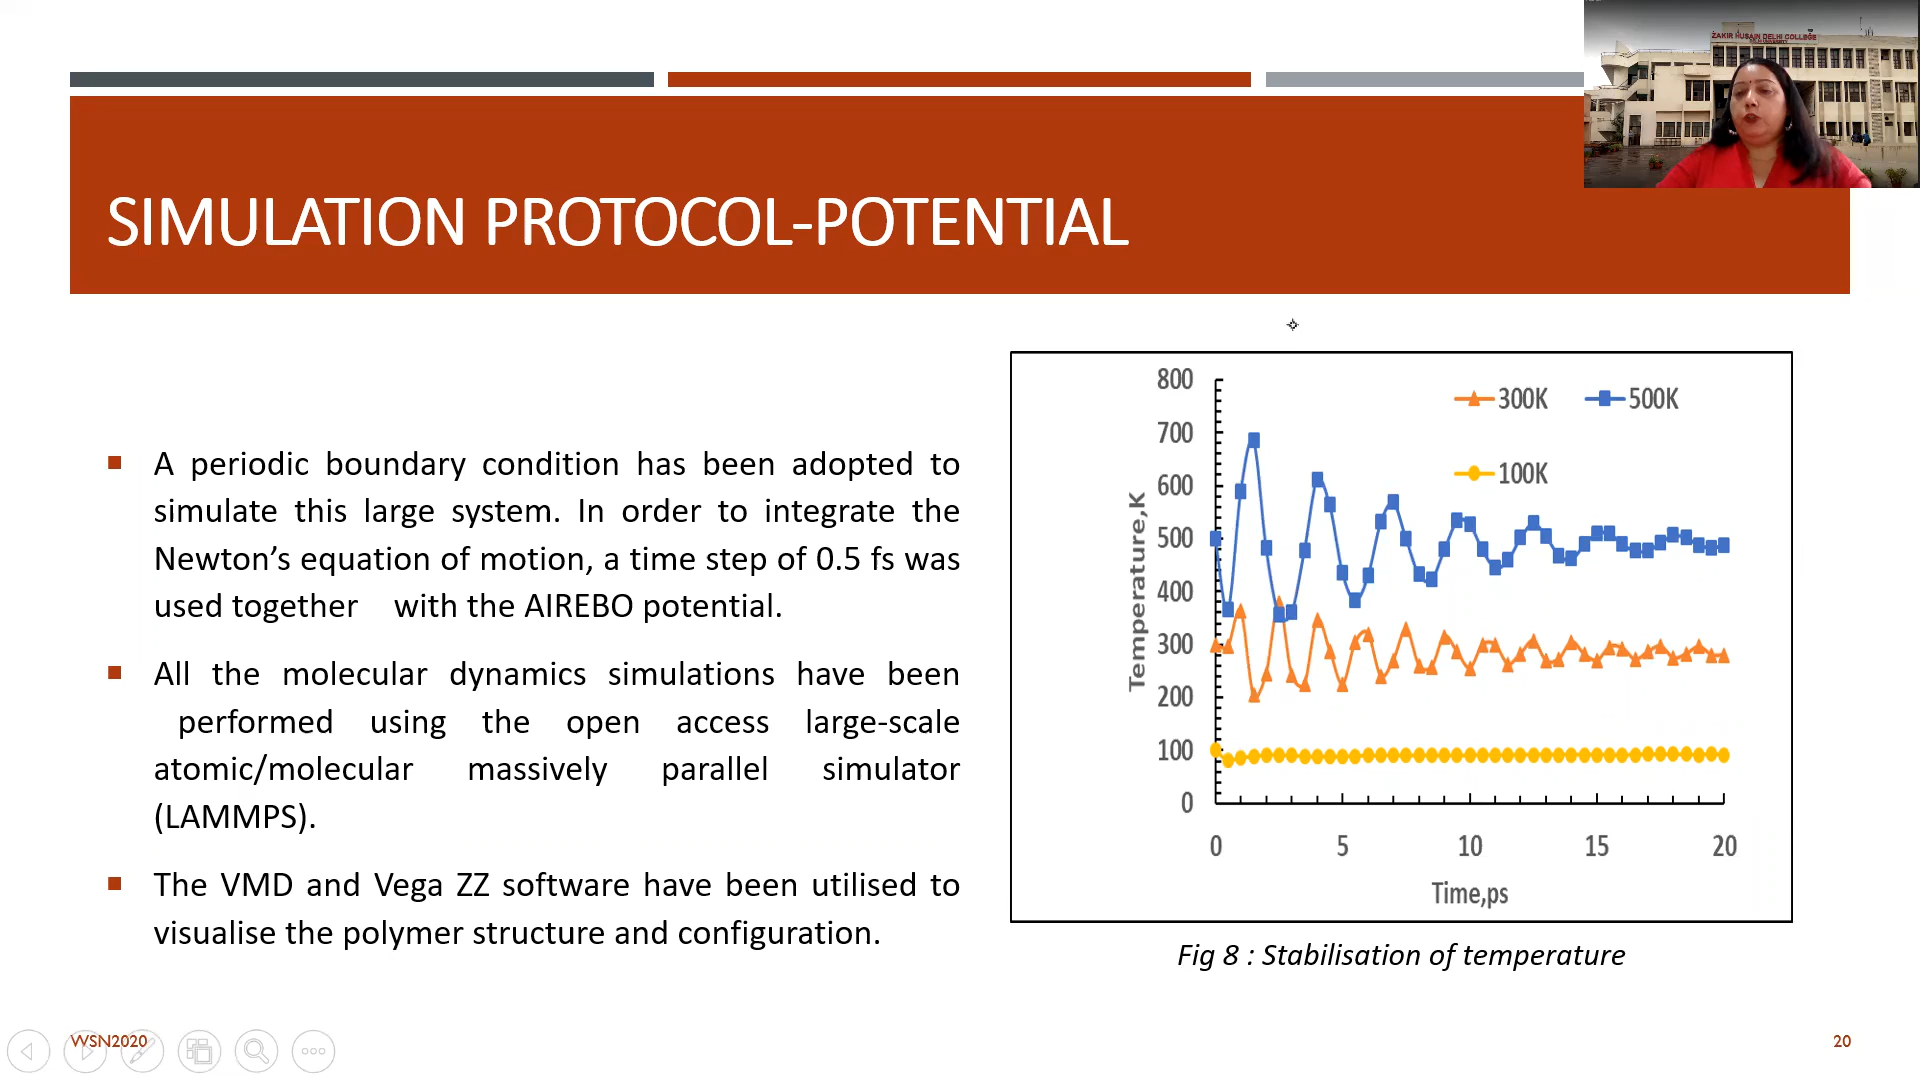 ZAKIR HUSAIN DELHI COLLEGE
SIMULATION PROTOCOL-POTENTIAL
A periodic boundary condition has been adopted to
simulate this large system. In order to integrate the
Newton’s equation of motion, a time step of 0.5 fs was
used together with the AIREBO potential.
All the molecular dynamics simulations have been
performed using the open access large-scale
atomic/molecular massively parallel simulator
(LAMMPS).
The VMD and Vega ZZ software have been utilised to
visualise the polymer structure and configuration.
300K 500K
100K
Temperature,K
800
700
600
500
400
300
200
100
0
0 5 10 15 20
Time,ps
Fig 8 : Stabilisation of temperature
WSN2020
20